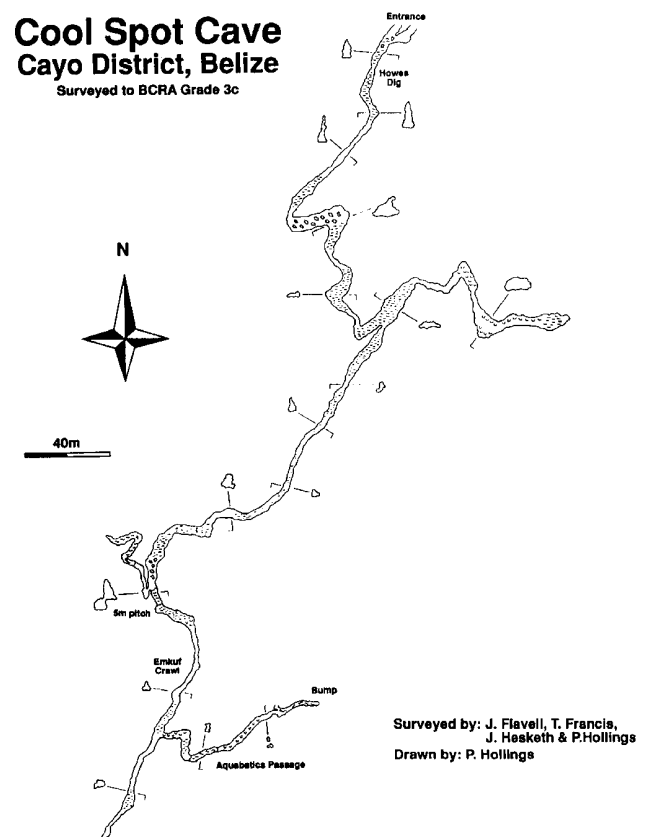 Cool Spot Cave
Cayo District, Belize
Surveyed to BCRA Grade 3c
Entrance
Howes
Dig
N
40m
5m pitch
Emkuf
Crawl
Bump
Aquabatics Passage
Surveyed by: J. Flavell, T. Francis,
J. Hesketh & P.Hollings
Drawn by: P. Hollings